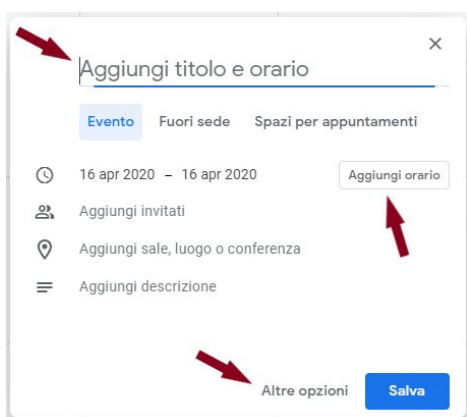 Aggiungi titolo e orario
Evento Fuori sede Spazi per appuntamenti
16 apr 2020 – 16 apr 2020 Aggiungi orario
Aggiungi invitati
Aggiungi sale, luogo o conferenza
Aggiungi descrizione
Altre opzioni Salva